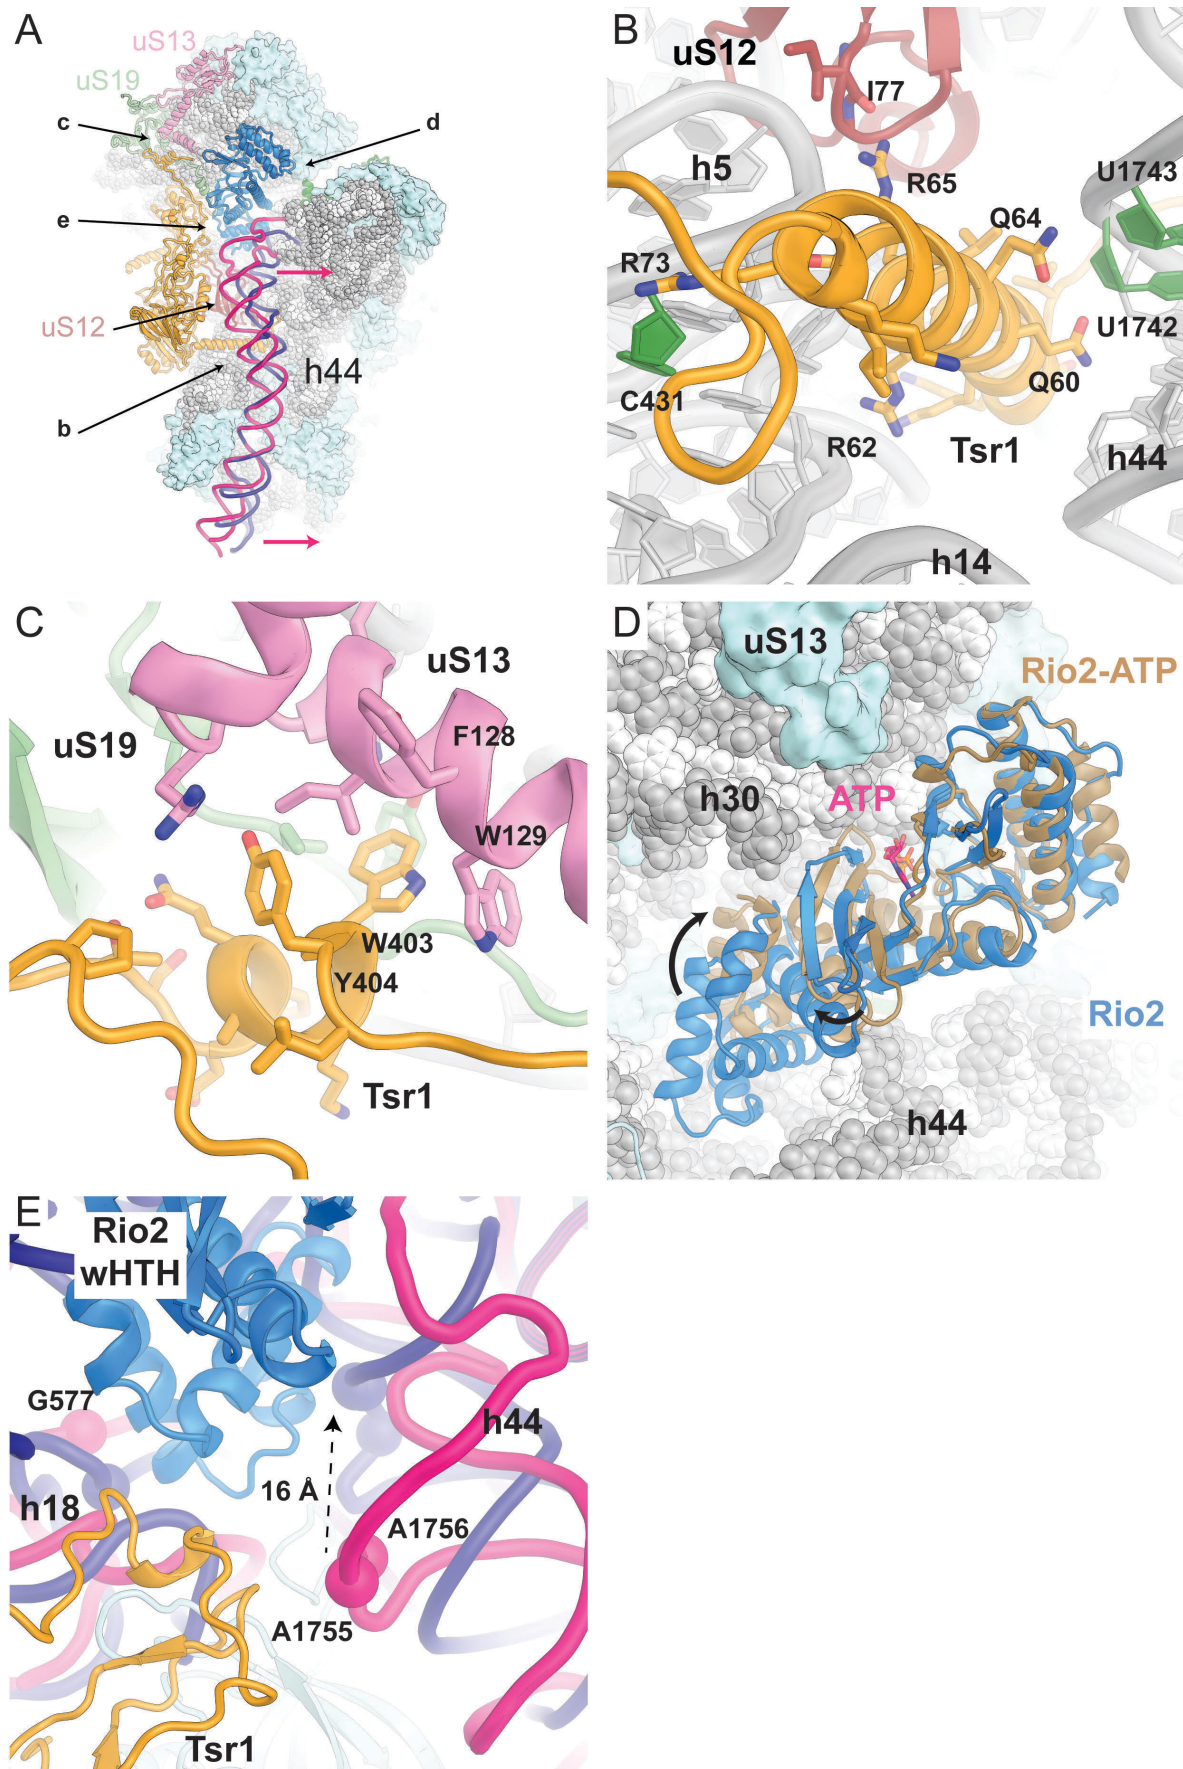 A
uS13
uS19
c
d
e
uS12
h44
b
B
uS12
I77
h5
R65
U1743
Q64
R73
U1742
C431
Q60
R62
Tsr1
h44
h14
C
uS13
uS19
F128
W129
W403
Y404
Tsr1
D
uS13
Rio2-ATP
h30
ATP
Rio2
h44
E
Rio2
wHTH
G577
h44
16 Å
h18
A1756
A1755
Tsr1